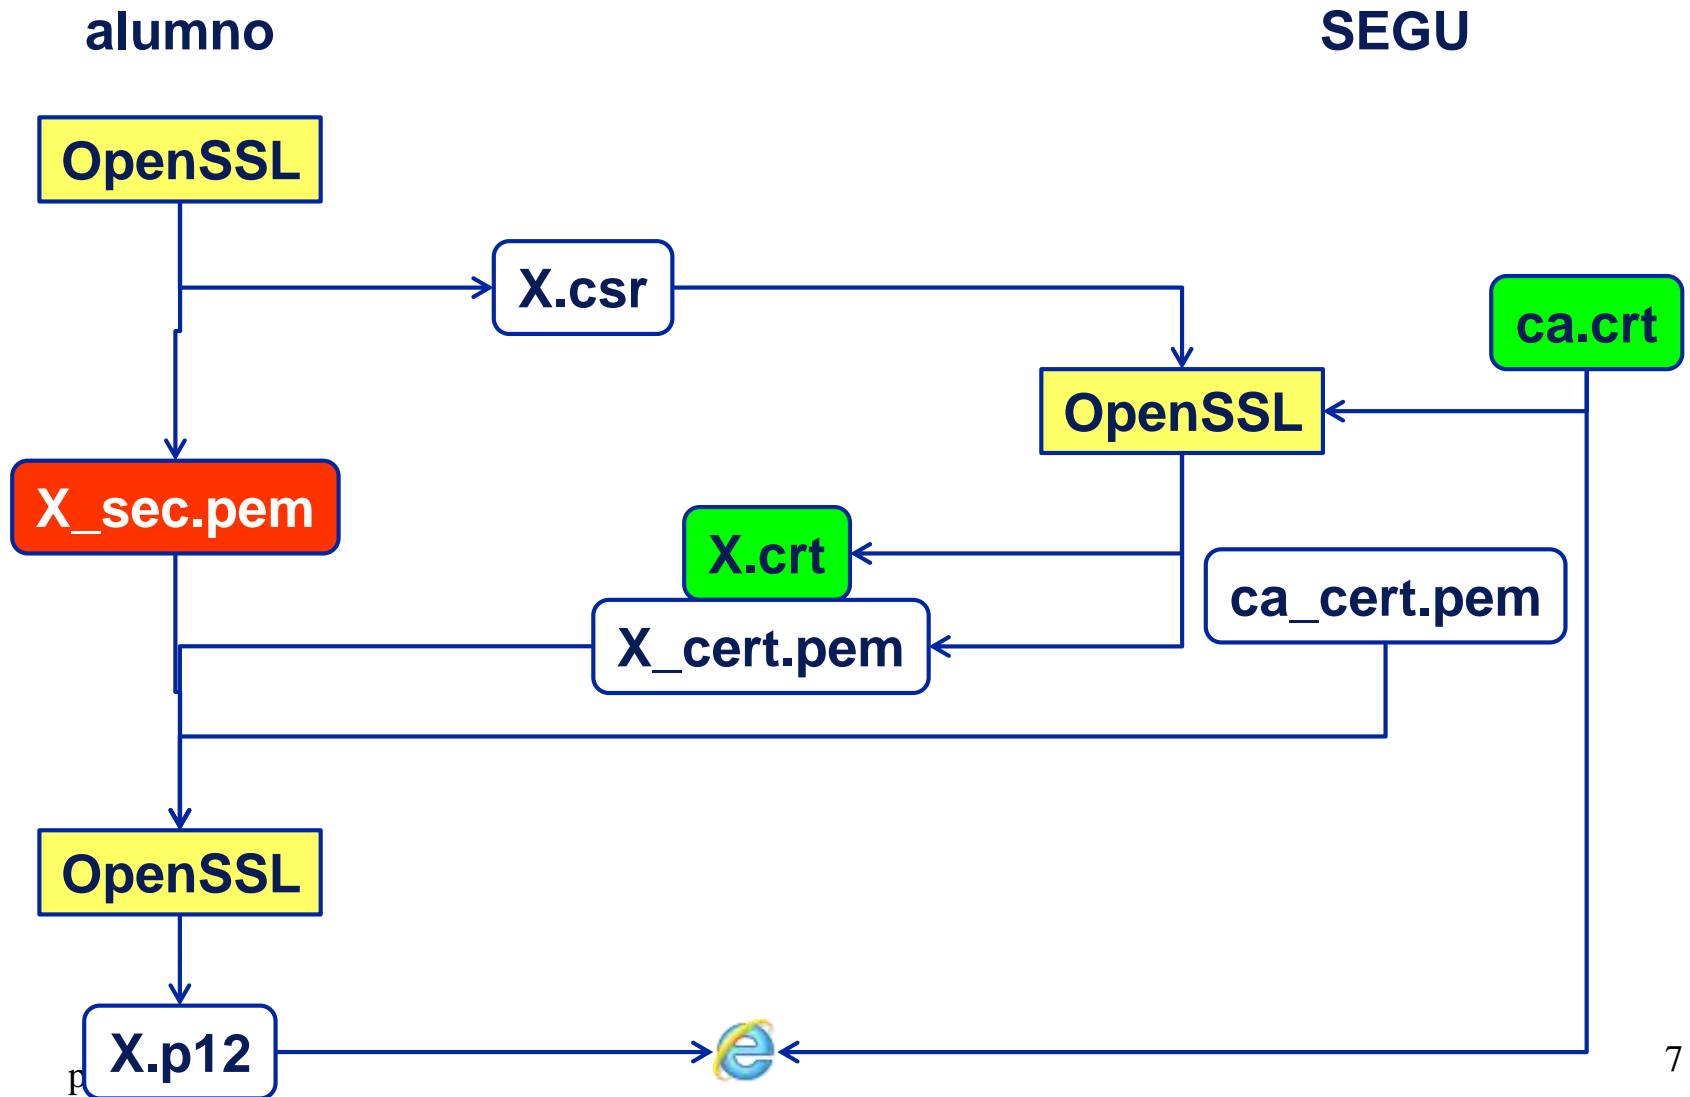 alumno
SEGU
OpenSSL
X.csr
ca.crt
OpenSSL
X_sec.pem
X.crt
ca_cert.pem
X_cert.pem
OpenSSL
X.p12
7